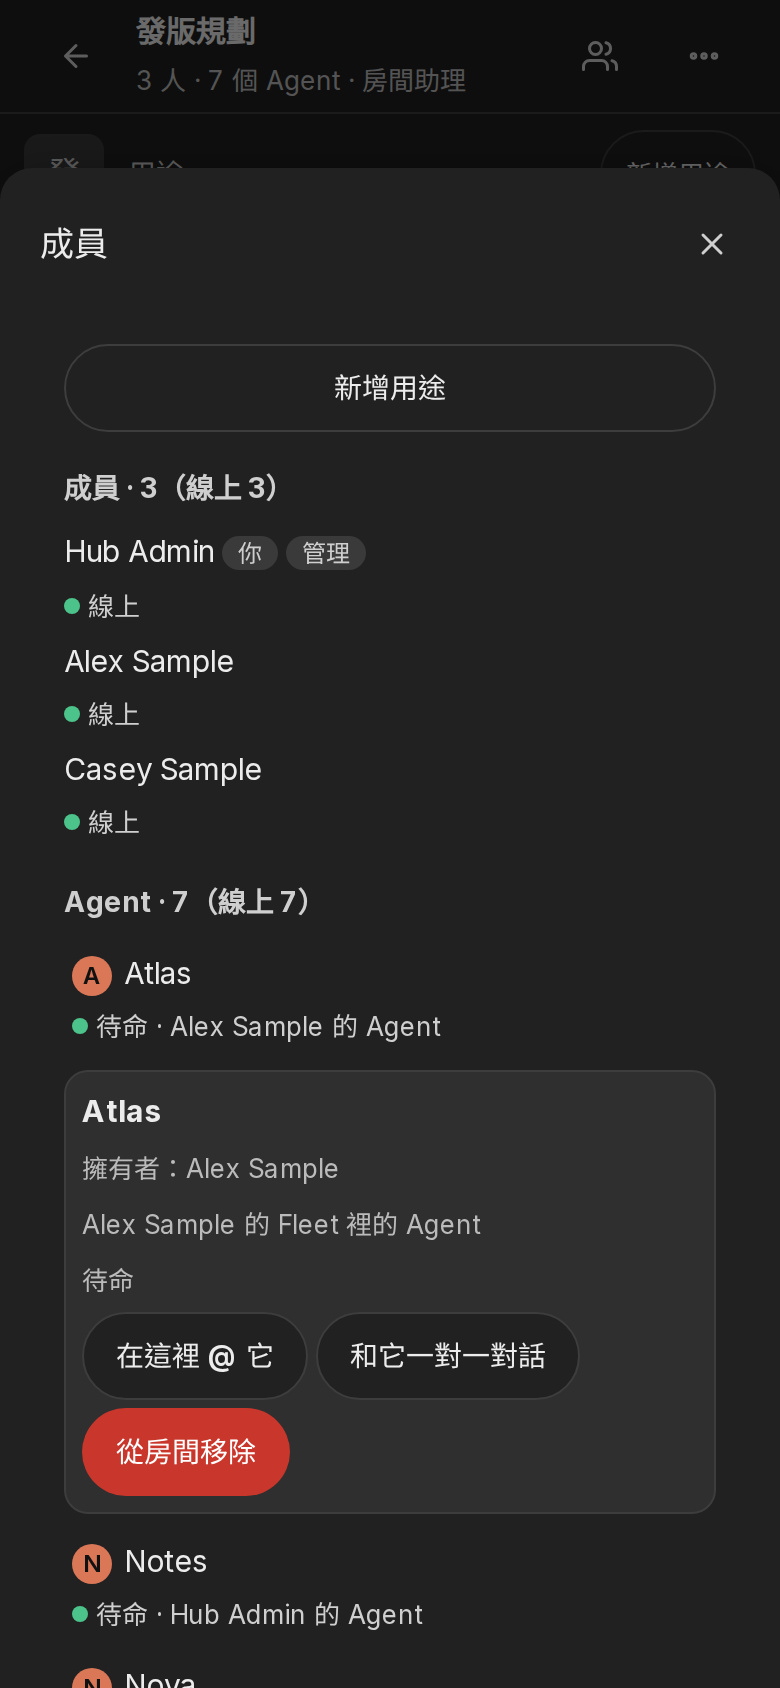 發版規劃
3 人 · 7 個 Agent · 房間助理
成員
新增用途
成員 · 3（線上 3）
Hub Admin 你 管理
線上
Alex Sample
線上
Casey Sample
線上
Agent · 7（線上 7）
A Atlas
待命 · Alex Sample 的 Agent
Atlas
擁有者：Alex Sample
Alex Sample 的 Fleet 裡的 Agent
待命
在這裡 @ 它 和它一對一對話
從房間移除
N Notes
待命 · Hub Admin 的 Agent
N Nova